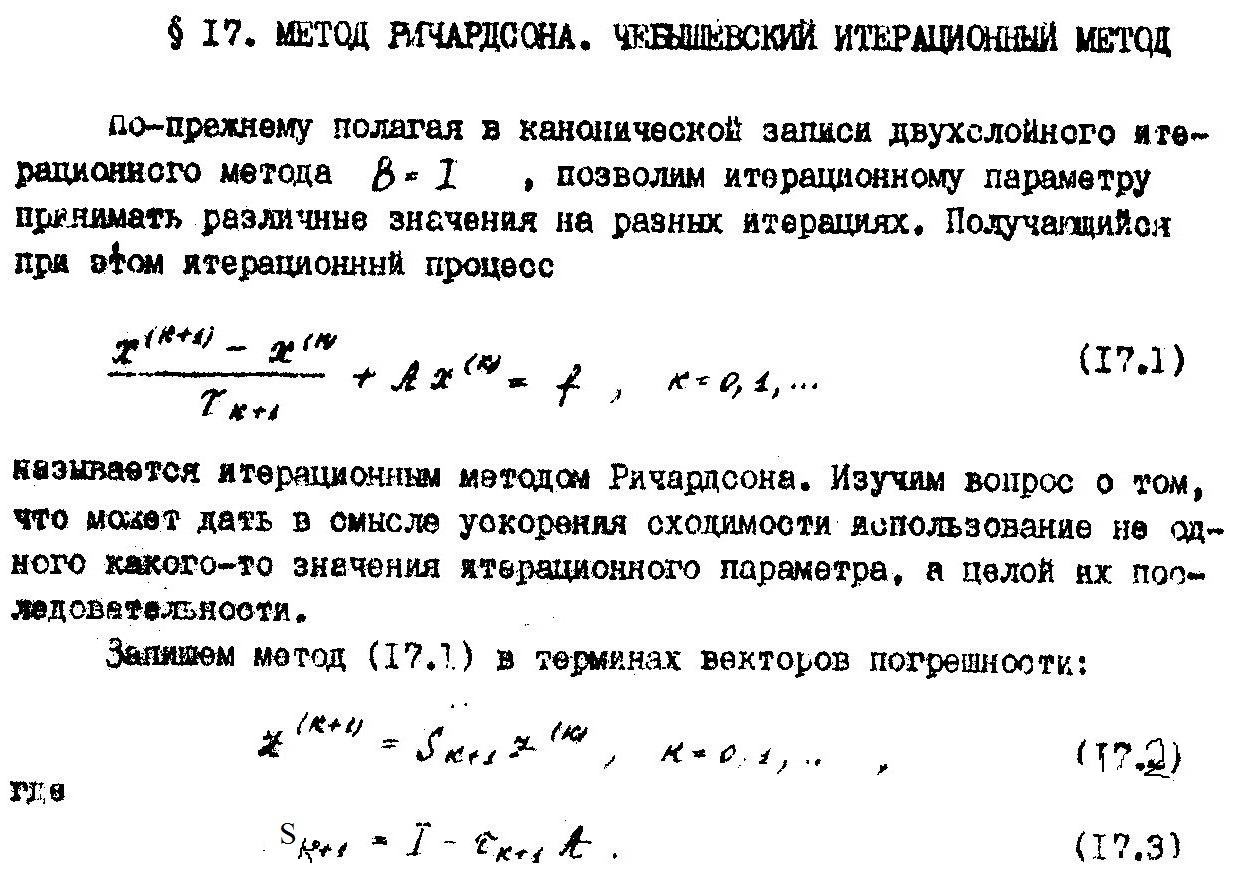 § 17. МЕТОД РИЧАРДСОНА. ЧЕБЫШЕВСКИЙ ИТЕРАЦИОННЫЙ МЕТОД
По-прежнему полагая в канонической записи двухслойного ите-
рационного метода B = I , позволим итерационному параметру
принимать различные значения на разных итерациях. Получающийся
при этом итерационный процесс
(x^(k+1) - x^(k)) / τ_(k+1) + A x^(k) = f , k = 0, 1, ... (17.1)
называется итерационным методом Ричардсона. Изучим вопрос о том,
что может дать в смысле ускорения сходимости использование не од-
ного какого-то значения итерационного параметра, а целой их пос-
ледовательности.
Запишем метод (17.1) в терминах векторов погрешности:
z^(k+1) = S_(k+1) z^(k) , k = 0, 1, .. , (17.2)
где
S_(k+1) = I - τ_(k+1) A . (17.3)